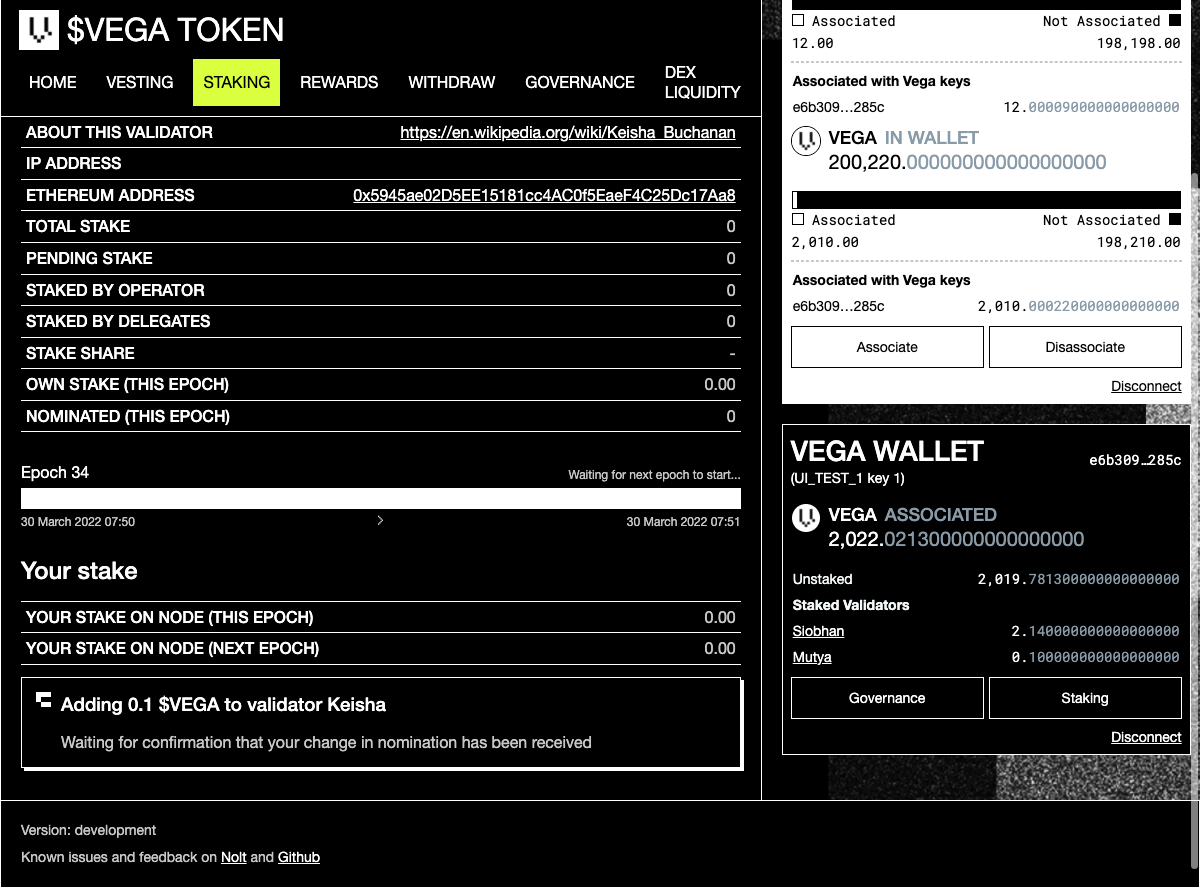 $VEGA TOKEN
HOME VESTING STAKING REWARDS WITHDRAW GOVERNANCE DEX LIQUIDITY
ABOUT THIS VALIDATOR https://en.wikipedia.org/wiki/Keisha_Buchanan
IP ADDRESS
ETHEREUM ADDRESS 0x5945ae02D5EE15181cc4AC0f5EaeF4C25Dc17Aa8
TOTAL STAKE 0
PENDING STAKE 0
STAKED BY OPERATOR 0
STAKED BY DELEGATES 0
STAKE SHARE -
OWN STAKE (THIS EPOCH) 0.00
NOMINATED (THIS EPOCH) 0
Epoch 34 Waiting for next epoch to start...
30 March 2022 07:50 30 March 2022 07:51
Your stake
YOUR STAKE ON NODE (THIS EPOCH) 0.00
YOUR STAKE ON NODE (NEXT EPOCH) 0.00
Adding 0.1 $VEGA to validator Keisha
Waiting for confirmation that your change in nomination has been received
Associated Not Associated
12.00 198,198.00
Associated with Vega keys
e6b309…285c 12.000090000000000000
VEGA IN WALLET
200,220.000000000000000000
Associated Not Associated
2,010.00 198,210.00
Associated with Vega keys
e6b309…285c 2,010.000220000000000000
Associate Disassociate
Disconnect
VEGA WALLET e6b309…285c
(UI_TEST_1 key 1)
VEGA ASSOCIATED
2,022.021300000000000000
Unstaked 2,019.781300000000000000
Staked Validators
Siobhan 2.140000000000000000
Mutya 0.100000000000000000
Governance Staking
Disconnect
Version: development
Known issues and feedback on Nolt and Github